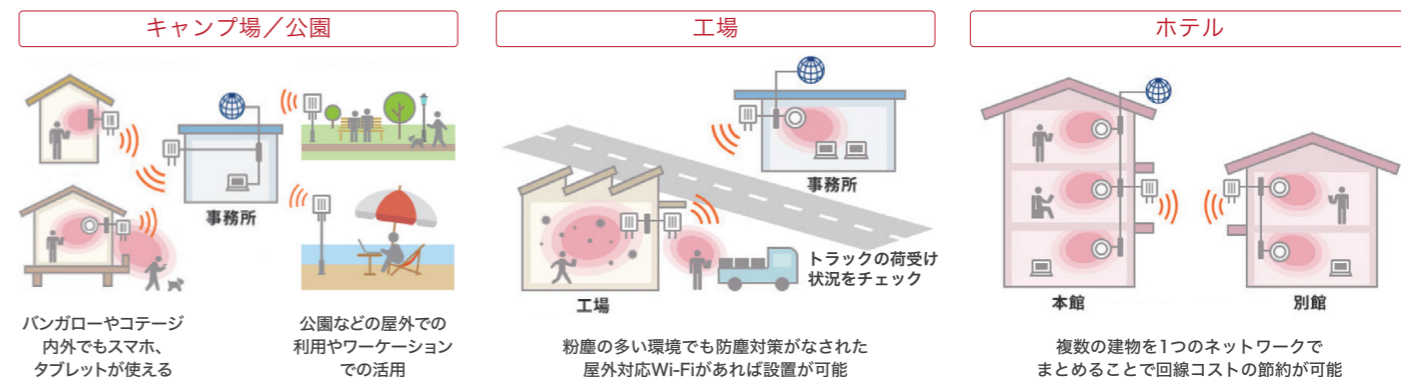 キャンプ場／公園
事務所
バンガローやコテージ
内外でもスマホ、
タブレットが使える
公園などの屋外での
利用やワーケーション
での活用
工場
事務所
トラックの荷受け
状況をチェック
工場
粉塵の多い環境でも防塵対策がなされた
屋外対応Wi-Fiがあれば設置が可能
ホテル
本館
別館
複数の建物を1つのネットワークで
まとめることで回線コストの節約が可能